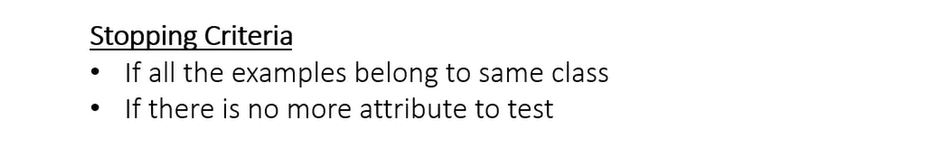 Stopping Criteria
• If all the examples belong to same class
• If there is no more attribute to test